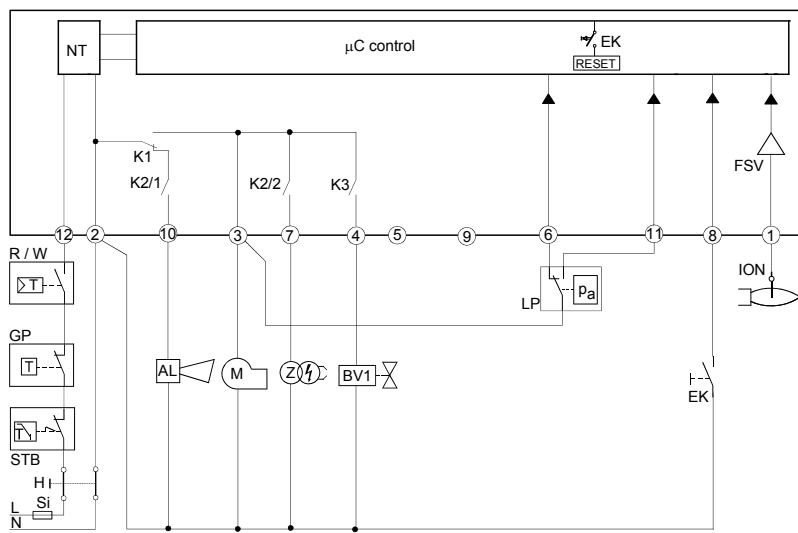 NT
µC control
EK
RESET
K1
K2/1
K2/2
K3
FSV
12
2
10
3
7
4
5
9
6
11
8
1
R / W
T
GP
T
STB
T
H
Si
L
N
AL
M
Z
BV1
LP
pa
EK
ION